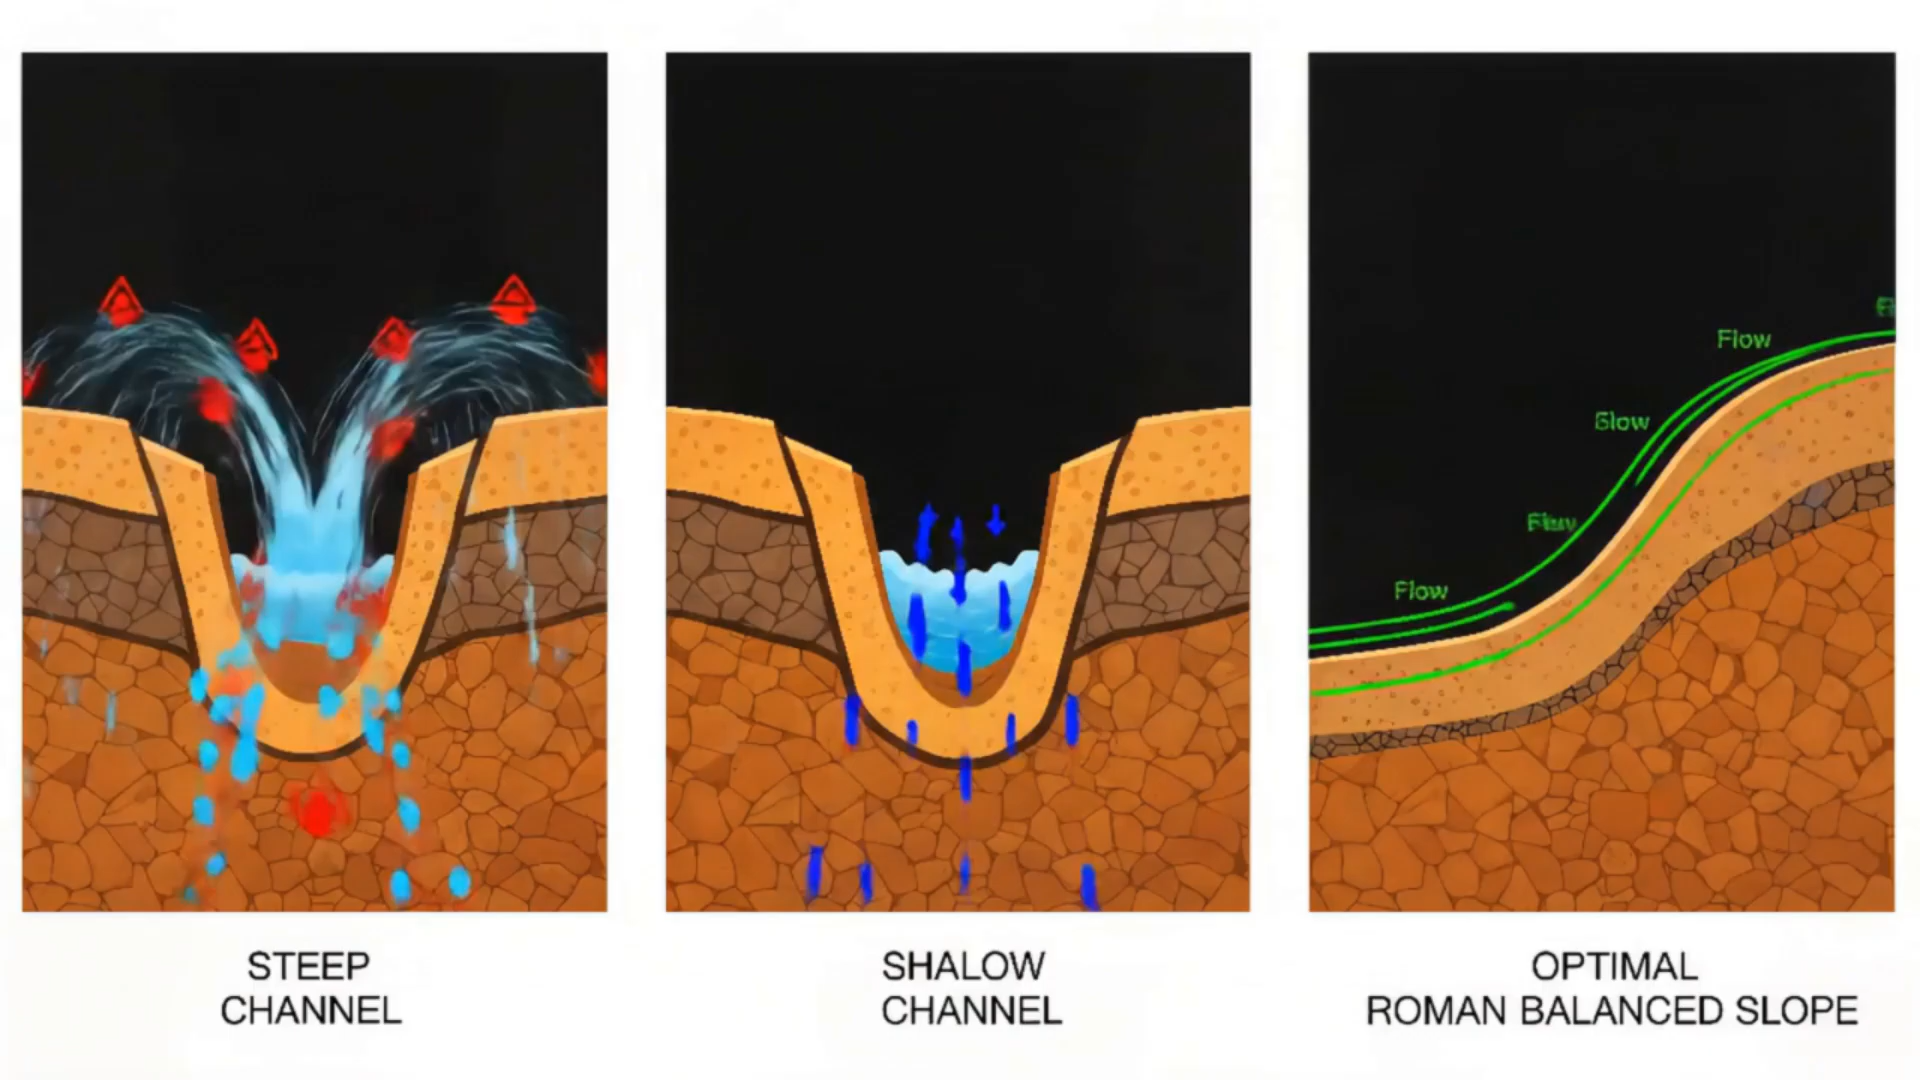 Flow
Slow
Flow
STEEP
CHANNEL
SHALOW
CHANNEL
OPTIMAL
ROMAN BALANCED SLOPE